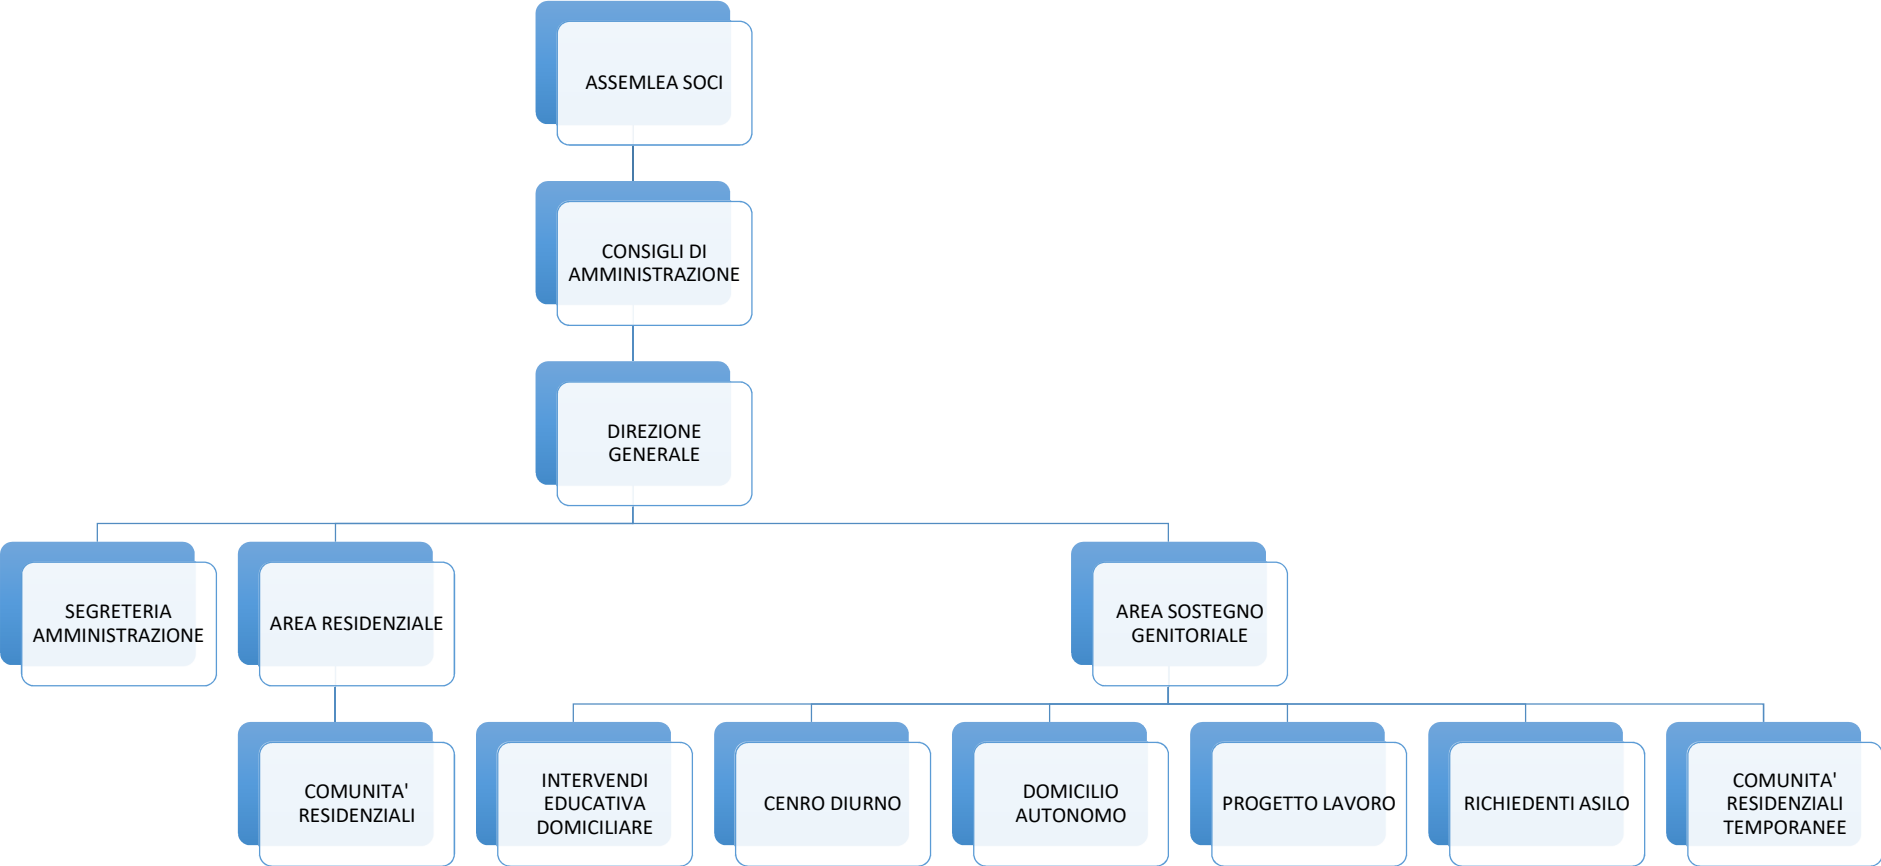 ASSEMLEA SOCI
CONSIGLI DI
AMMINISTRAZIONE
DIREZIONE
GENERALE
SEGRETERIA
AMMINISTRAZIONE
AREA RESIDENZIALE
AREA SOSTEGNO
GENITORIALE
COMUNITA'
RESIDENZIALI
INTERVENDI
EDUCATIVA
DOMICILIARE
CENRO DIURNO
DOMICILIO
AUTONOMO
PROGETTO LAVORO
RICHIEDENTI ASILO
COMUNITA'
RESIDENZIALI
TEMPORANEE